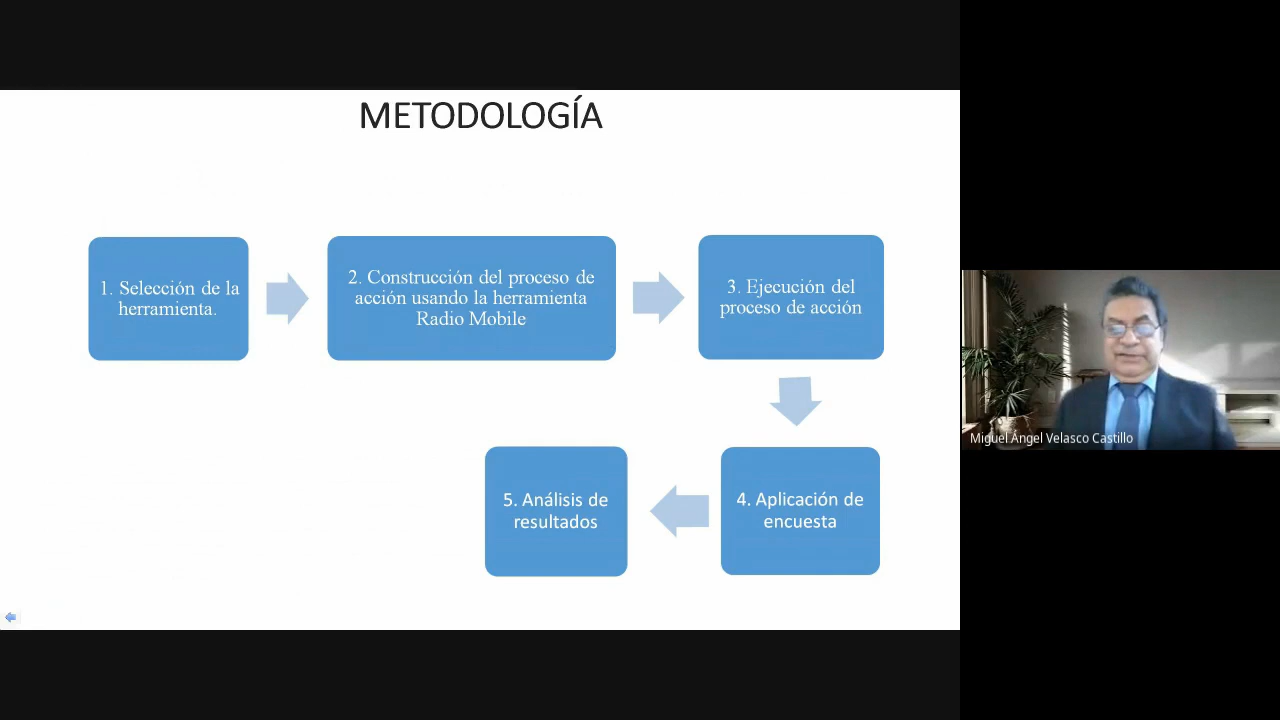 METODOLOGÍA
1. Selección de la
herramienta.
2. Construcción del proceso de
acción usando la herramienta
Radio Mobile
3. Ejecución del
proceso de acción
4. Aplicación de
encuesta
5. Análisis de
resultados
Miguel Ángel Velasco Castillo